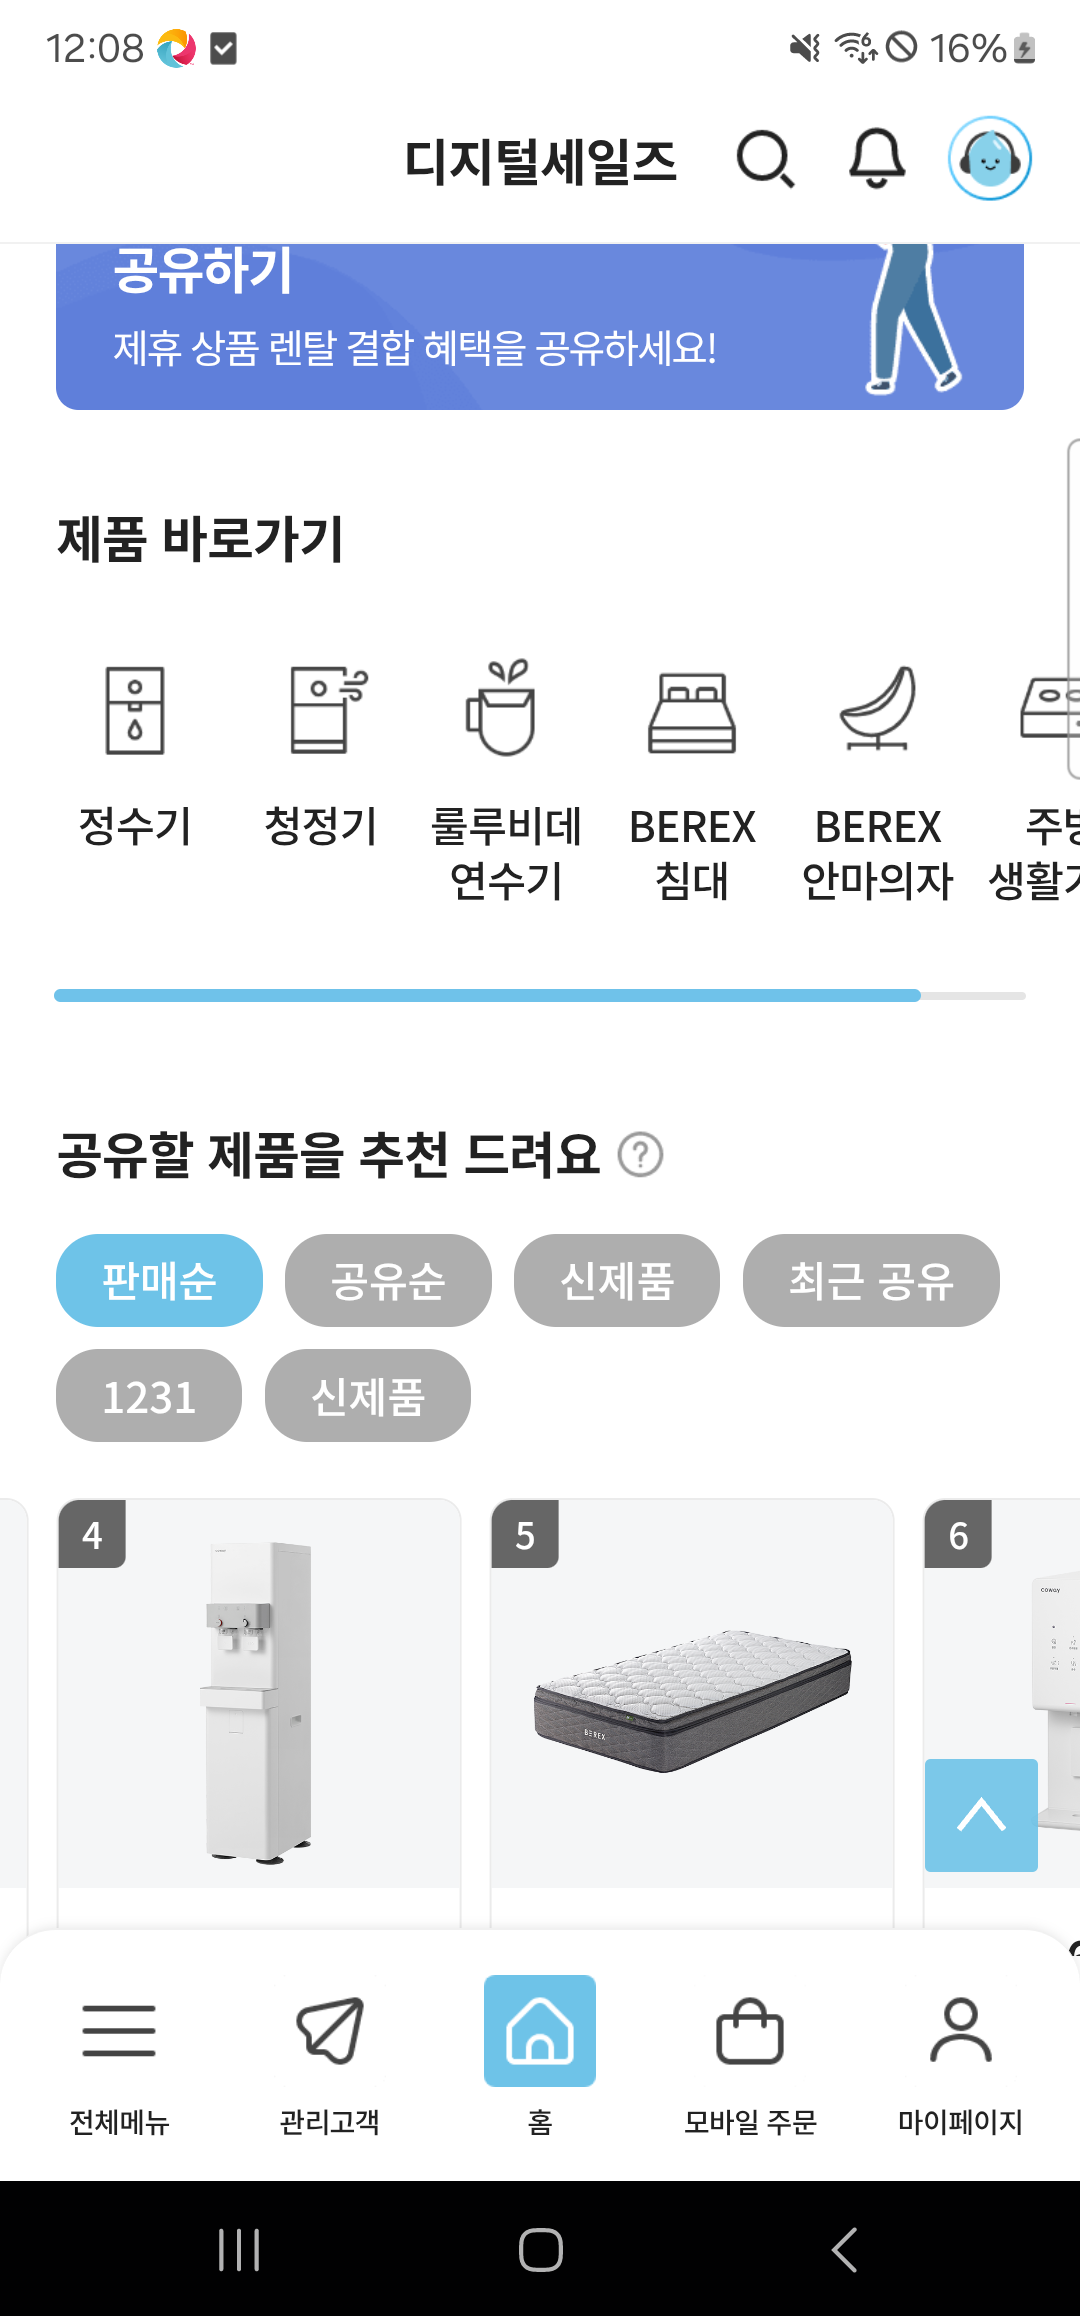 12:08
16%
디지털세일즈
공유하기
제휴 상품 렌탈 결합 혜택을 공유하세요!
제품 바로가기
정수기
청정기
룰루비데
연수기
BEREX
침대
BEREX
안마의자
주방
생활가
공유할 제품을 추천 드려요 ?
판매순
공유순
신제품
최근 공유
1231
신제품
4
5
6
BEREX
coway
전체메뉴
관리고객
홈
모바일 주문
마이페이지